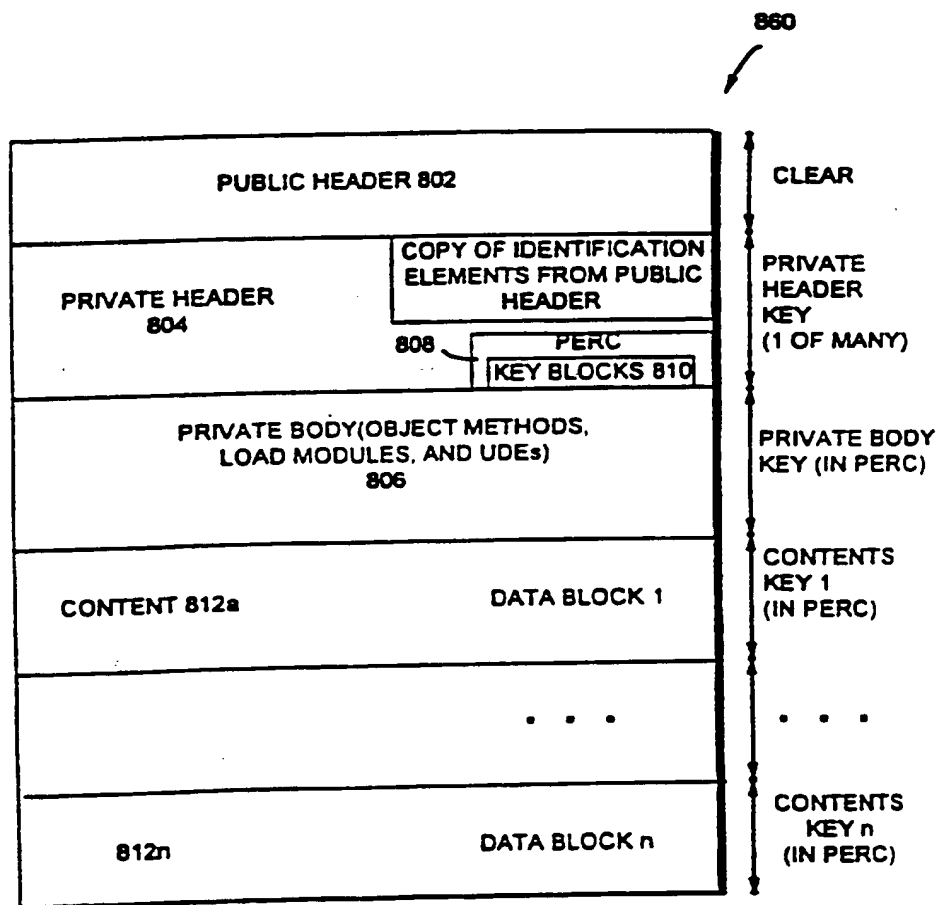 860
PUBLIC HEADER 802
CLEAR
COPY OF IDENTIFICATION
ELEMENTS FROM PUBLIC
HEADER
PRIVATE HEADER
804
PRIVATE
HEADER
KEY
(1 OF MANY)
808
PERC
KEY BLOCKS 810
PRIVATE BODY(OBJECT METHODS,
LOAD MODULES, AND UDEs)
806
PRIVATE BODY
KEY (IN PERC)
CONTENT 812a
DATA BLOCK 1
CONTENTS
KEY 1
(IN PERC)
. . .
. . .
812n
DATA BLOCK n
CONTENTS
KEY n
(IN PERC)